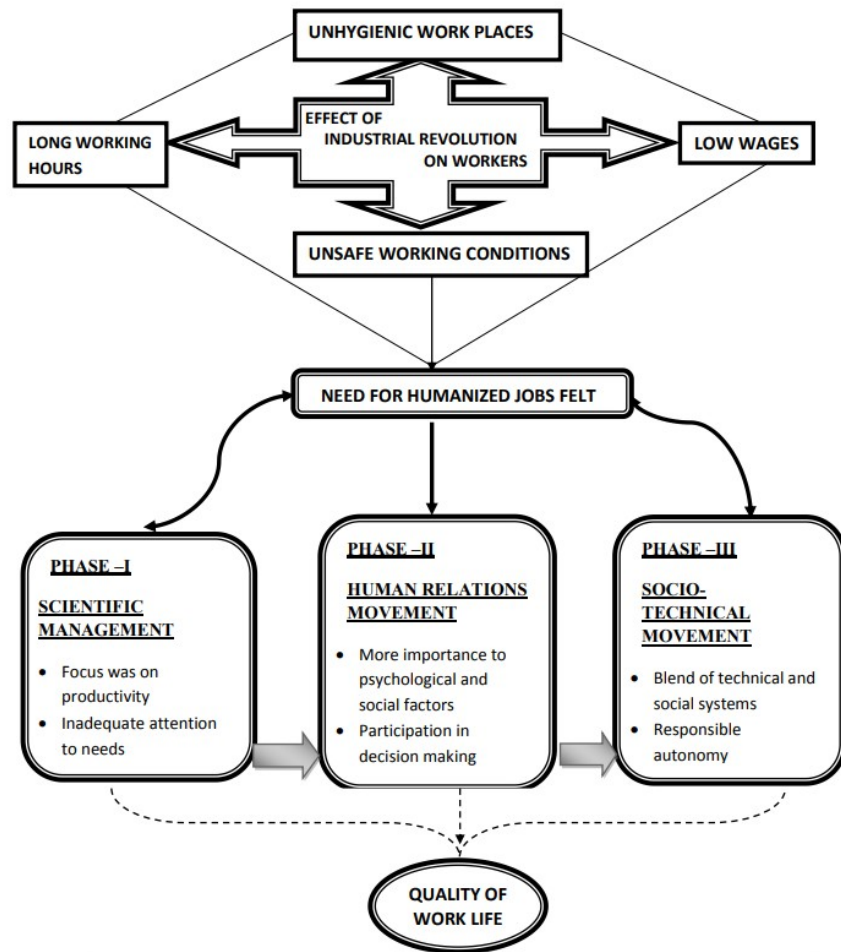 UNHYGIENIC WORK PLACES
EFFECT OF
INDUSTRIAL REVOLUTION
ON WORKERS
LONG WORKING
HOURS
LOW WAGES
UNSAFE WORKING CONDITIONS
NEED FOR HUMANIZED JOBS FELT
PHASE –I
SCIENTIFIC
MANAGEMENT
• Focus was on
productivity
• Inadequate attention
to needs
PHASE –II
HUMAN RELATIONS
MOVEMENT
• More importance to
psychological and
social factors
• Participation in
decision making
PHASE –III
SOCIO-
TECHNICAL
MOVEMENT
• Blend of technical and
social systems
• Responsible
autonomy
QUALITY OF
WORK LIFE